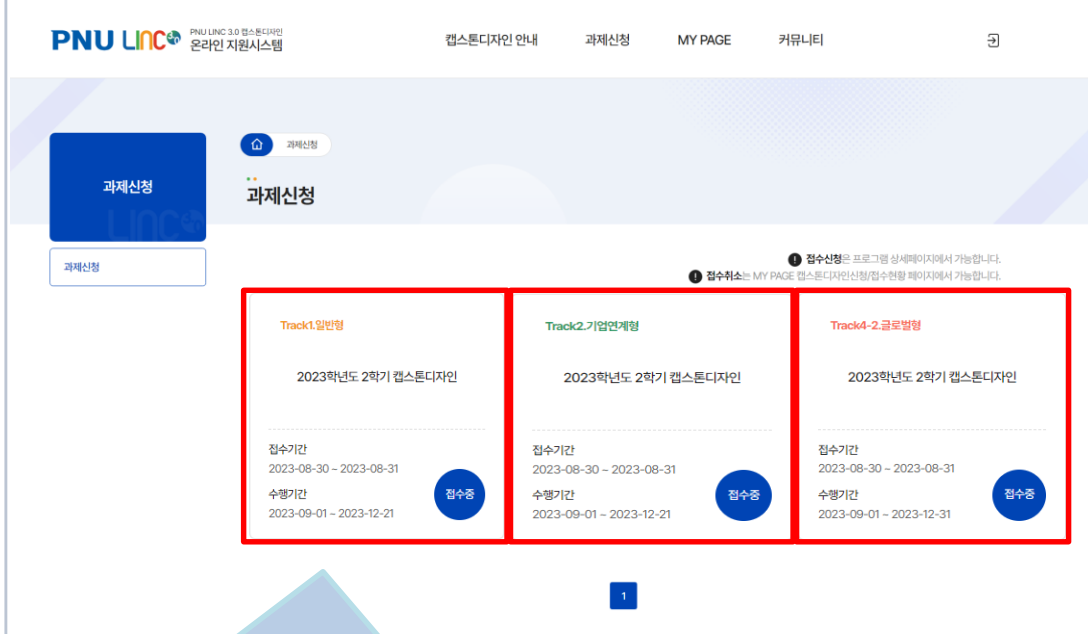 PNU LINC 3.0
PNU LINC 3.0 캡스톤디자인
온라인 지원시스템
캡스톤디자인 안내 과제신청 MY PAGE 커뮤니티
과제신청
과제신청
LINC
과제신청
과제신청
접수신청은 프로그램 상세페이지에서 가능합니다.
접수취소는 MY PAGE 캡스톤디자인신청/접수현황 페이지에서 가능합니다.
Track1.일반형
2023학년도 2학기 캡스톤디자인
접수기간
2023-08-30 ~ 2023-08-31
수행기간
2023-09-01 ~ 2023-12-21
접수중
Track2.기업연계형
2023학년도 2학기 캡스톤디자인
접수기간
2023-08-30 ~ 2023-08-31
수행기간
2023-09-01 ~ 2023-12-21
접수중
Track4-2.글로벌형
2023학년도 2학기 캡스톤디자인
접수기간
2023-08-30 ~ 2023-08-31
수행기간
2023-09-01 ~ 2023-12-31
접수중
1